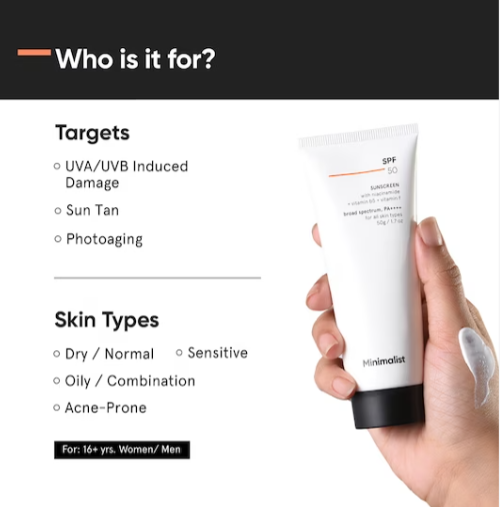 Who is it for?
Targets
UVA/UVB Induced
Damage
Sun Tan
Photoaging
Skin Types
Dry / Normal
Sensitive
Oily / Combination
Acne-Prone
For: 16+ yrs. Women/ Men
SPF
50
SUNSCREEN
with niacinamide
+ vitamin b5 + vitamin f
broad spectrum, PA++++
for all skin types
50g / 1.7 oz
Minimalist